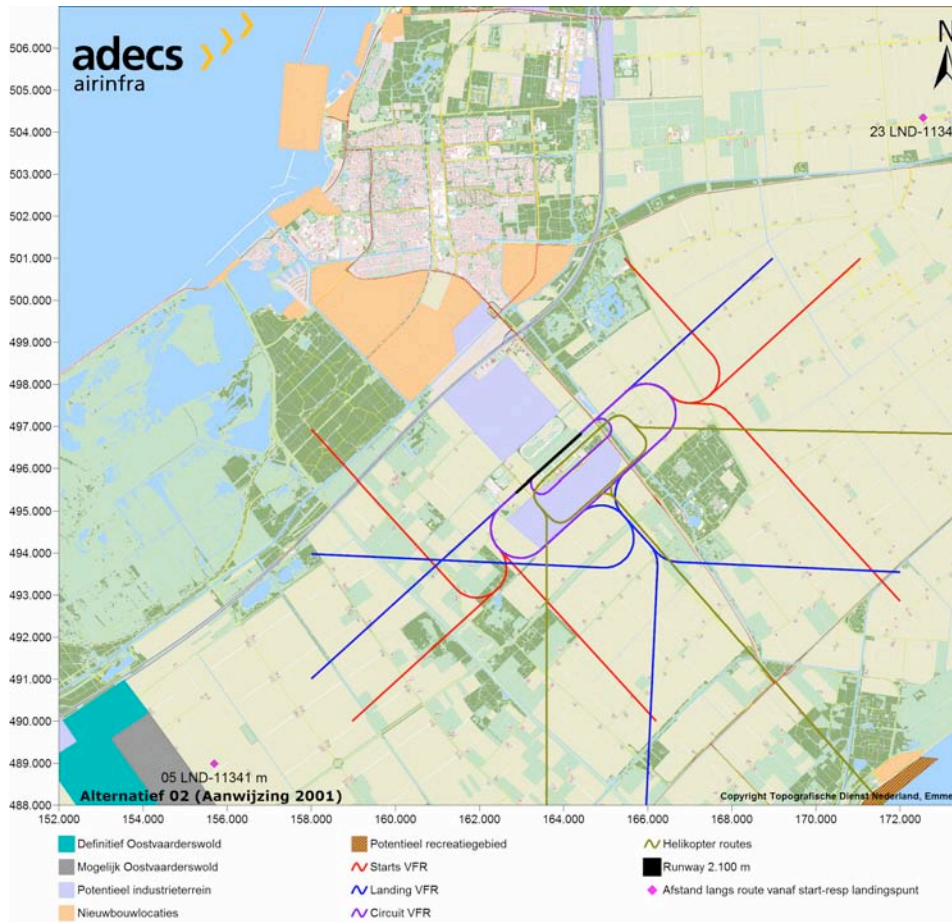 adecs
airinfra
N
506.000
505.000
504.000
503.000
502.000
501.000
500.000
499.000
498.000
497.000
496.000
495.000
494.000
493.000
492.000
491.000
490.000
489.000
488.000
23 LND-1134
05 LND-11341 m
Alternatief 02 (Aanwijzing 2001)
Copyright Topografische Dienst Nederland, Emme
152.000 154.000 156.000 158.000 160.000 162.000 164.000 166.000 168.000 170.000 172.000
Definitief Oostvaarderswold
Mogelijk Oostvaarderswold
Potentieel industrieterrein
Nieuwbouwlocaties
Potentieel recreatiegebied
Starts VFR
Landing VFR
Circuit VFR
Helikopter routes
Runway 2.100 m
Afstand langs route vanaf start-resp landingspunt